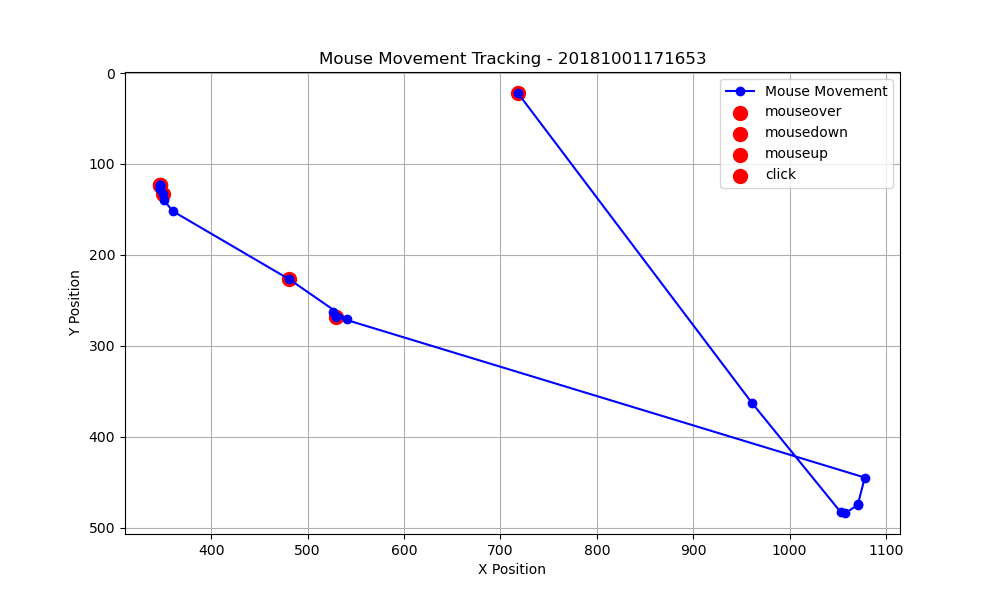 Mouse Movement Tracking - 20181001171653
Mouse Movement
mouseover
mousedown
mouseup
click
0
100
200
300
400
500
Y Position
400 500 600 700 800 900 1000 1100
X Position